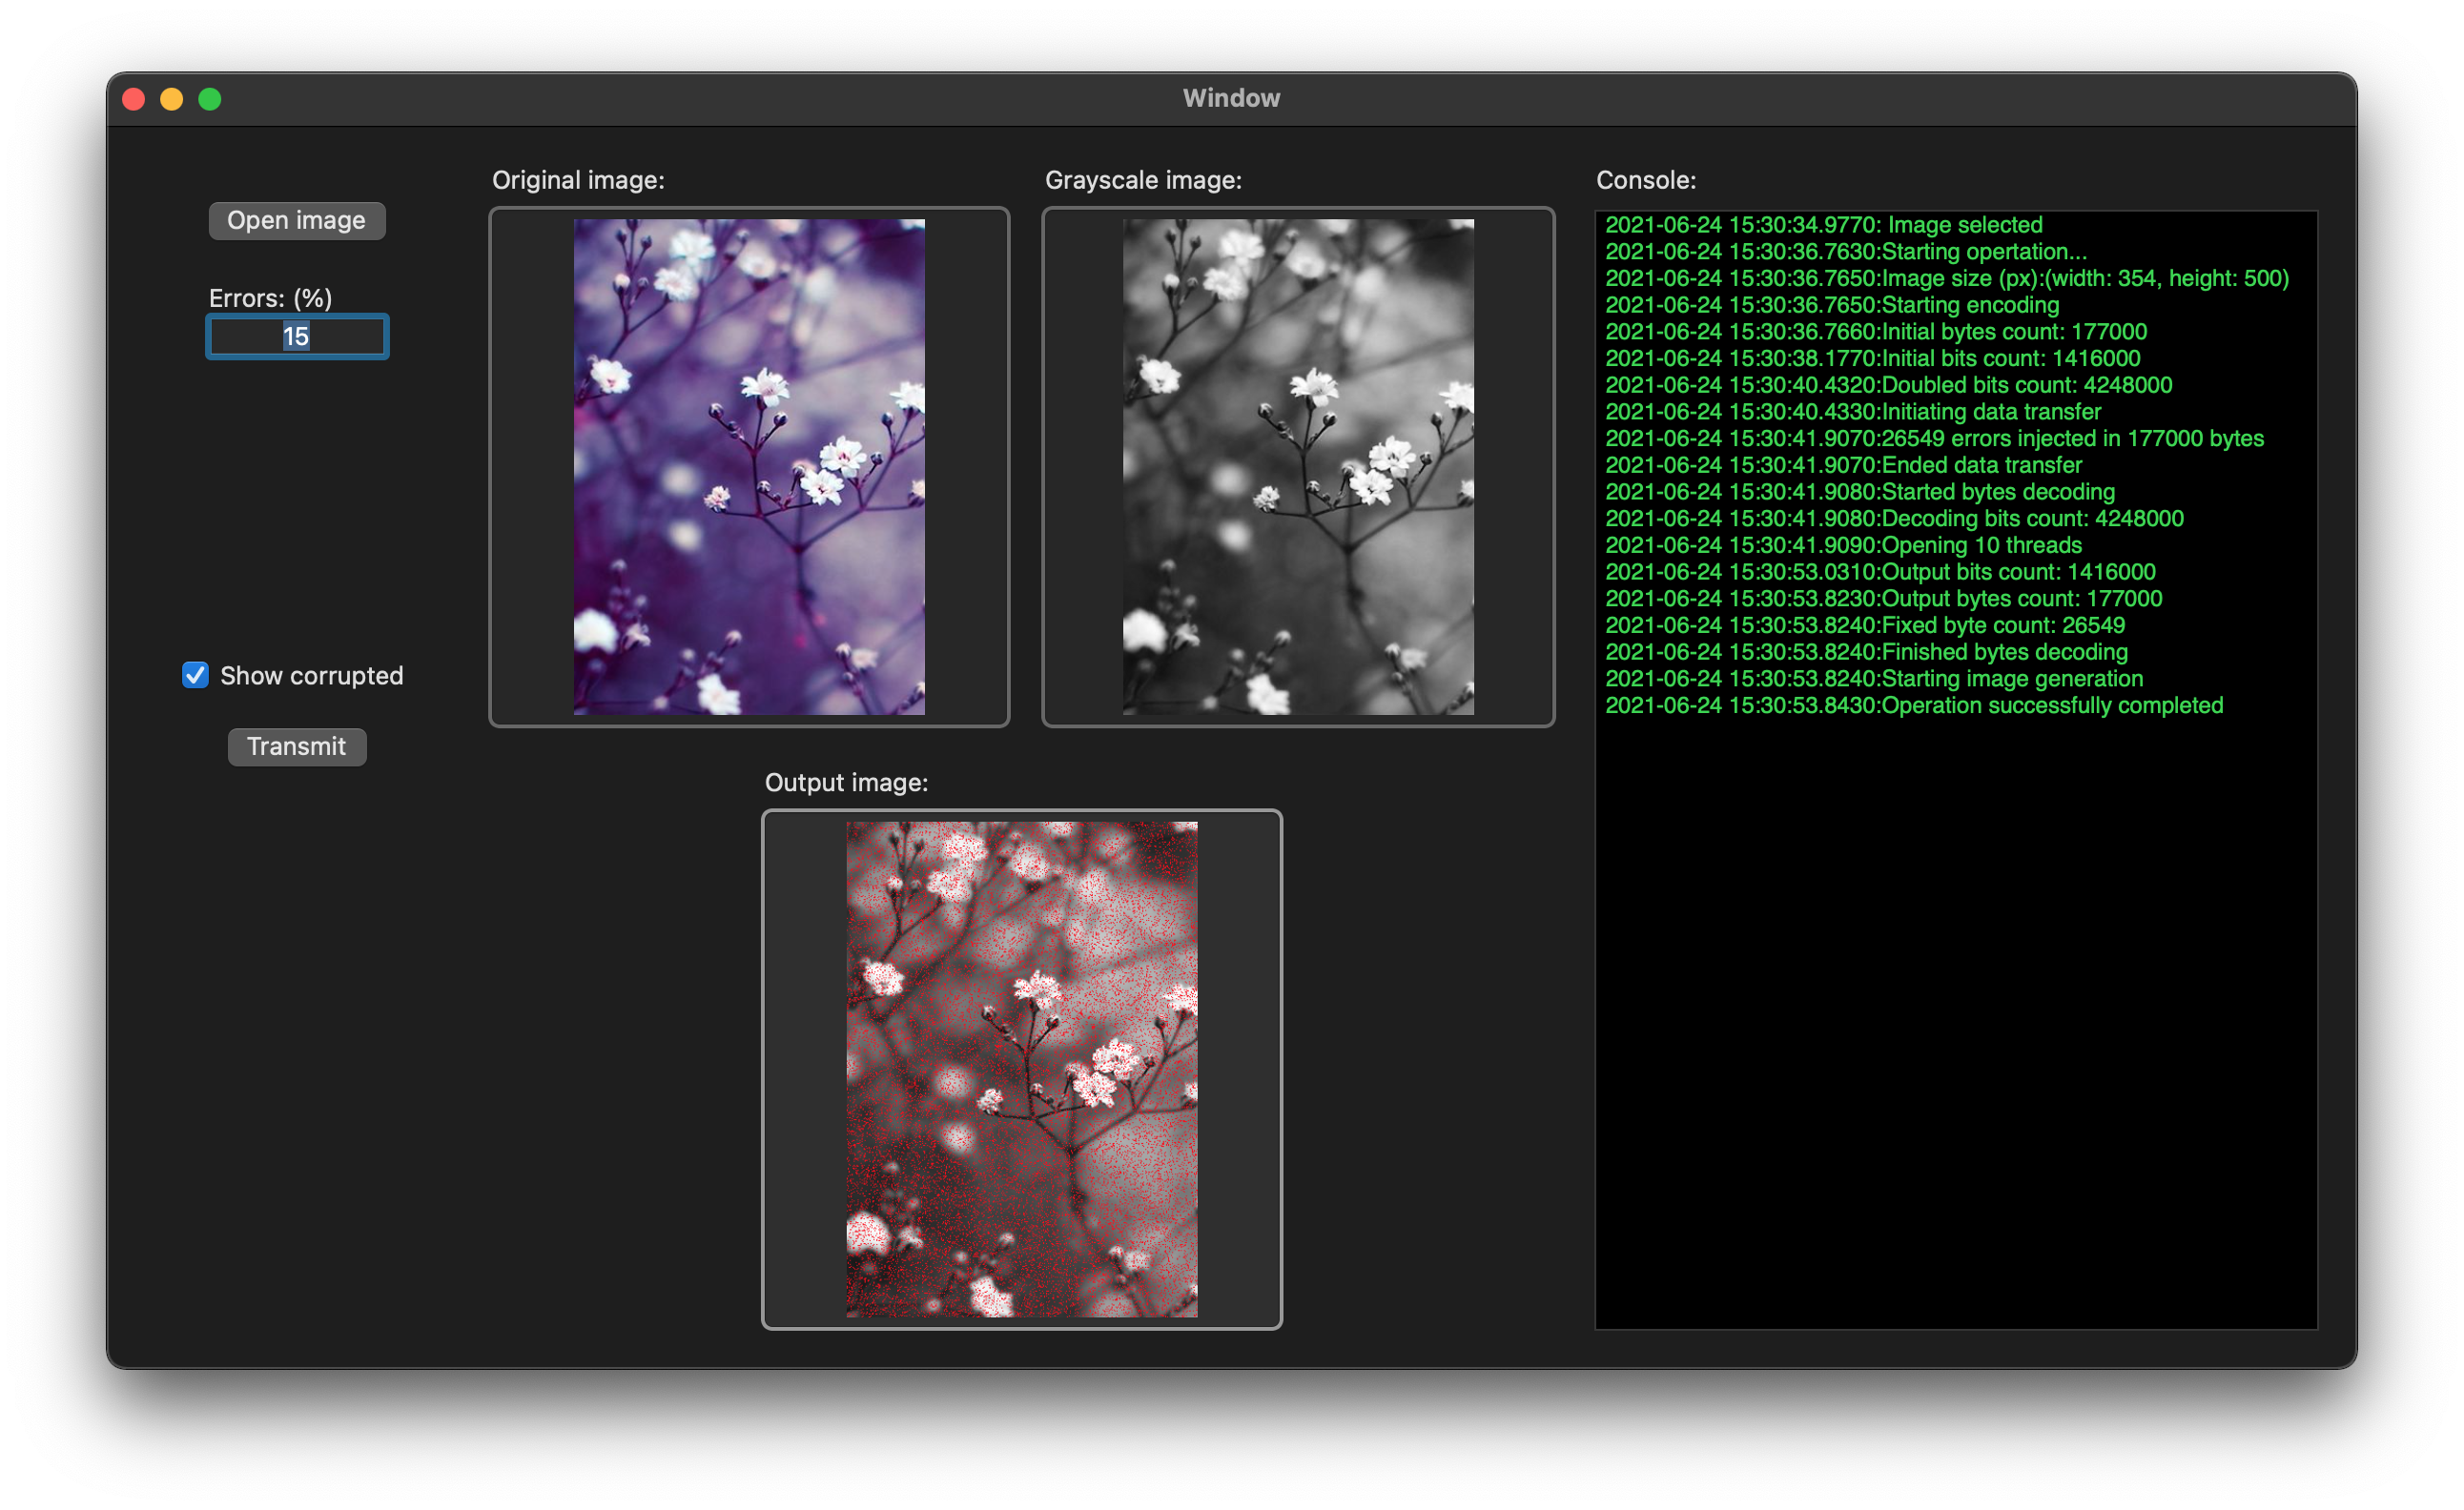 Window
Open image
Errors: (%)
15
Show corrupted
Transmit
Original image:
Grayscale image:
Output image:
Console:
2021-06-24 15:30:34.9770: Image selected
2021-06-24 15:30:36.7630:Starting opertation...
2021-06-24 15:30:36.7650:Image size (px):(width: 354, height: 500)
2021-06-24 15:30:36.7650:Starting encoding
2021-06-24 15:30:36.7660:Initial bytes count: 177000
2021-06-24 15:30:38.1770:Initial bits count: 1416000
2021-06-24 15:30:40.4320:Doubled bits count: 4248000
2021-06-24 15:30:40.4330:Initiating data transfer
2021-06-24 15:30:41.9070:26549 errors injected in 177000 bytes
2021-06-24 15:30:41.9070:Ended data transfer
2021-06-24 15:30:41.9080:Started bytes decoding
2021-06-24 15:30:41.9080:Decoding bits count: 4248000
2021-06-24 15:30:41.9090:Opening 10 threads
2021-06-24 15:30:53.0310:Output bits count: 1416000
2021-06-24 15:30:53.8230:Output bytes count: 177000
2021-06-24 15:30:53.8240:Fixed byte count: 26549
2021-06-24 15:30:53.8240:Finished bytes decoding
2021-06-24 15:30:53.8240:Starting image generation
2021-06-24 15:30:53.8430:Operation successfully completed